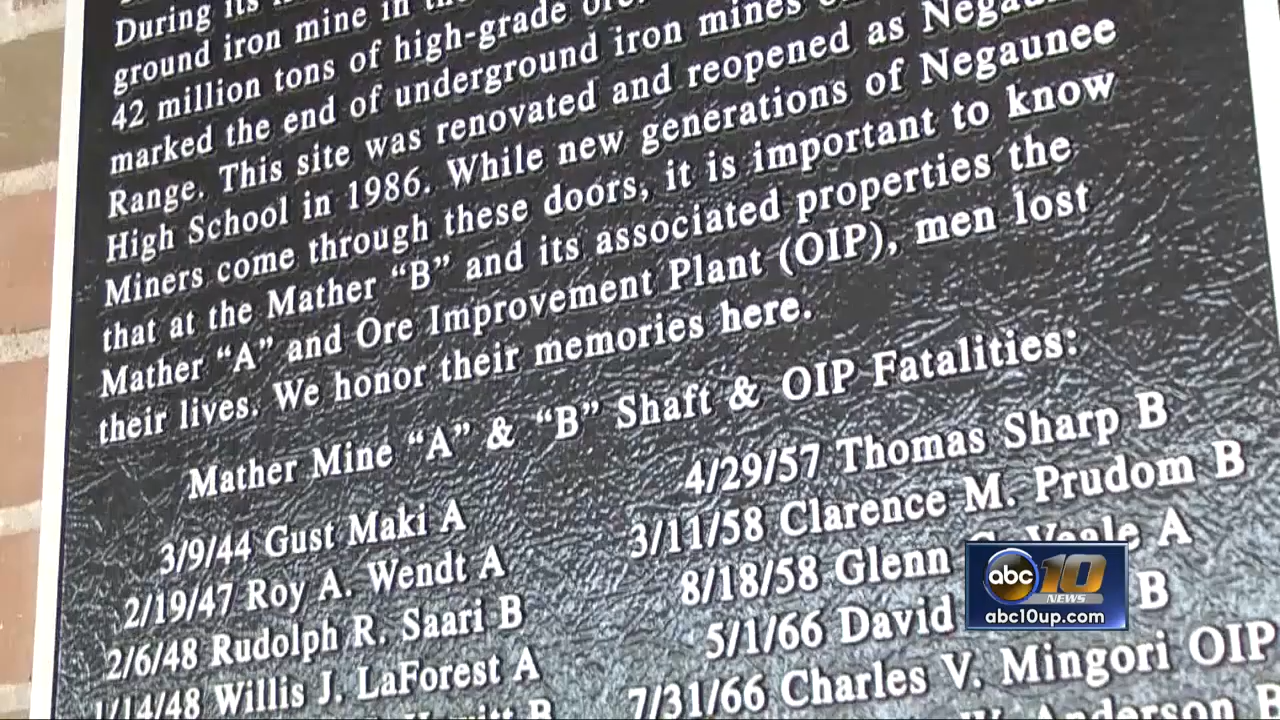 During its
ground iron mine in
42 million tons of high-grade ore.
marked the end of underground iron mines
Range. This site was renovated and reopened as
High School in 1986. While new generations of Negaunee
Miners come through these doors, it is important to know
that at the Mather “B” and its associated properties the
Mather “A” and Ore Improvement Plant (OIP), men lost
their lives. We honor their memories here.
Mather Mine “A” & “B” Shaft & OIP Fatalities:
3/9/44 Gust Maki A
2/19/47 Roy A. Wendt A
2/6/48 Rudolph R. Saari B
1/14/48 Willis J. LaForest A
B
4/29/57 Thomas Sharp B
3/11/58 Clarence M. Prudom B
8/18/58 Glenn Veale A
5/1/66 David B
7/31/66 Charles V. Mingori OIP
W. Anderson B
abc 10
NEWS
abc10up.com